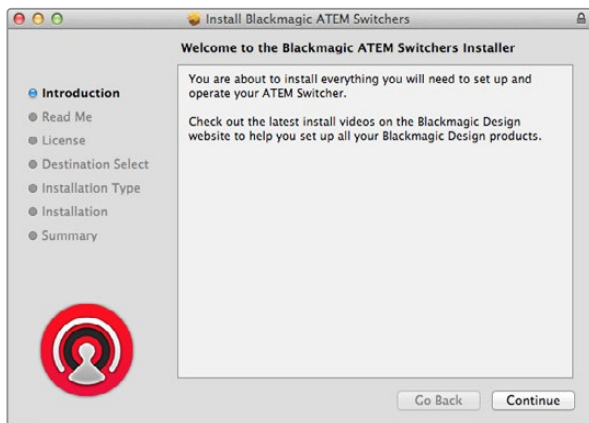 Install Blackmagic ATEM Switchers
Welcome to the Blackmagic ATEM Switchers Installer
Introduction
Read Me
License
Destination Select
Installation Type
Installation
Summary
You are about to install everything you will need to set up and
operate your ATEM Switcher.
Check out the latest install videos on the Blackmagic Design
website to help you set up all your Blackmagic Design products.
Go Back
Continue